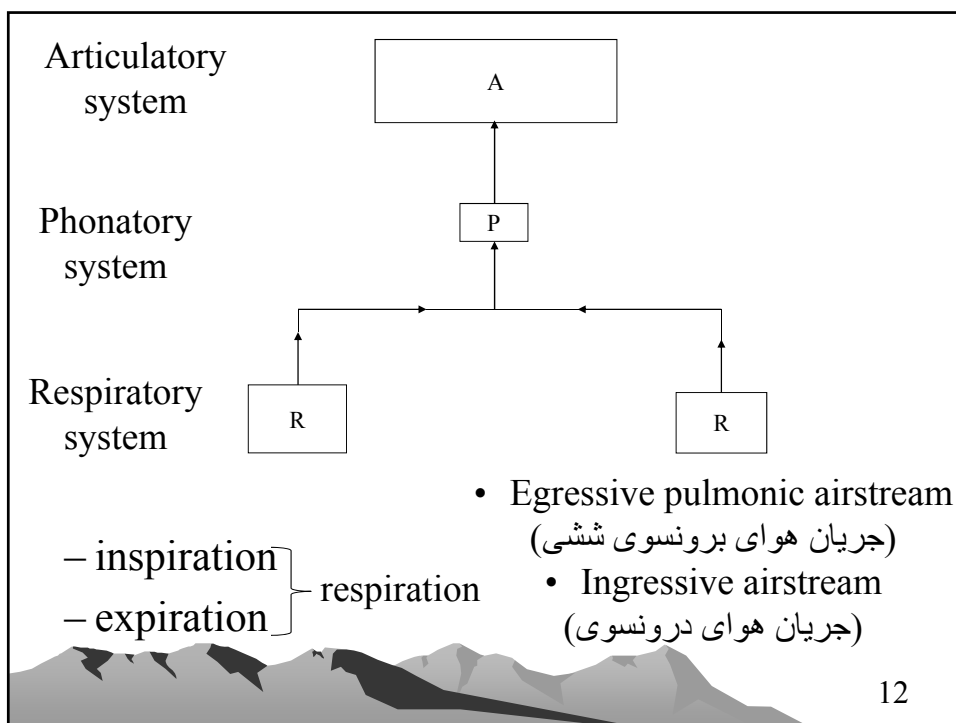 Articulatory
system
A
Phonatory
system
P
Respiratory
system
R
R
• Egressive pulmonic airstream
(جریان هوای برونسوی ششی)
• Ingressive airstream
(جریان هوای درونسوی)
– inspiration
– expiration
respiration
12